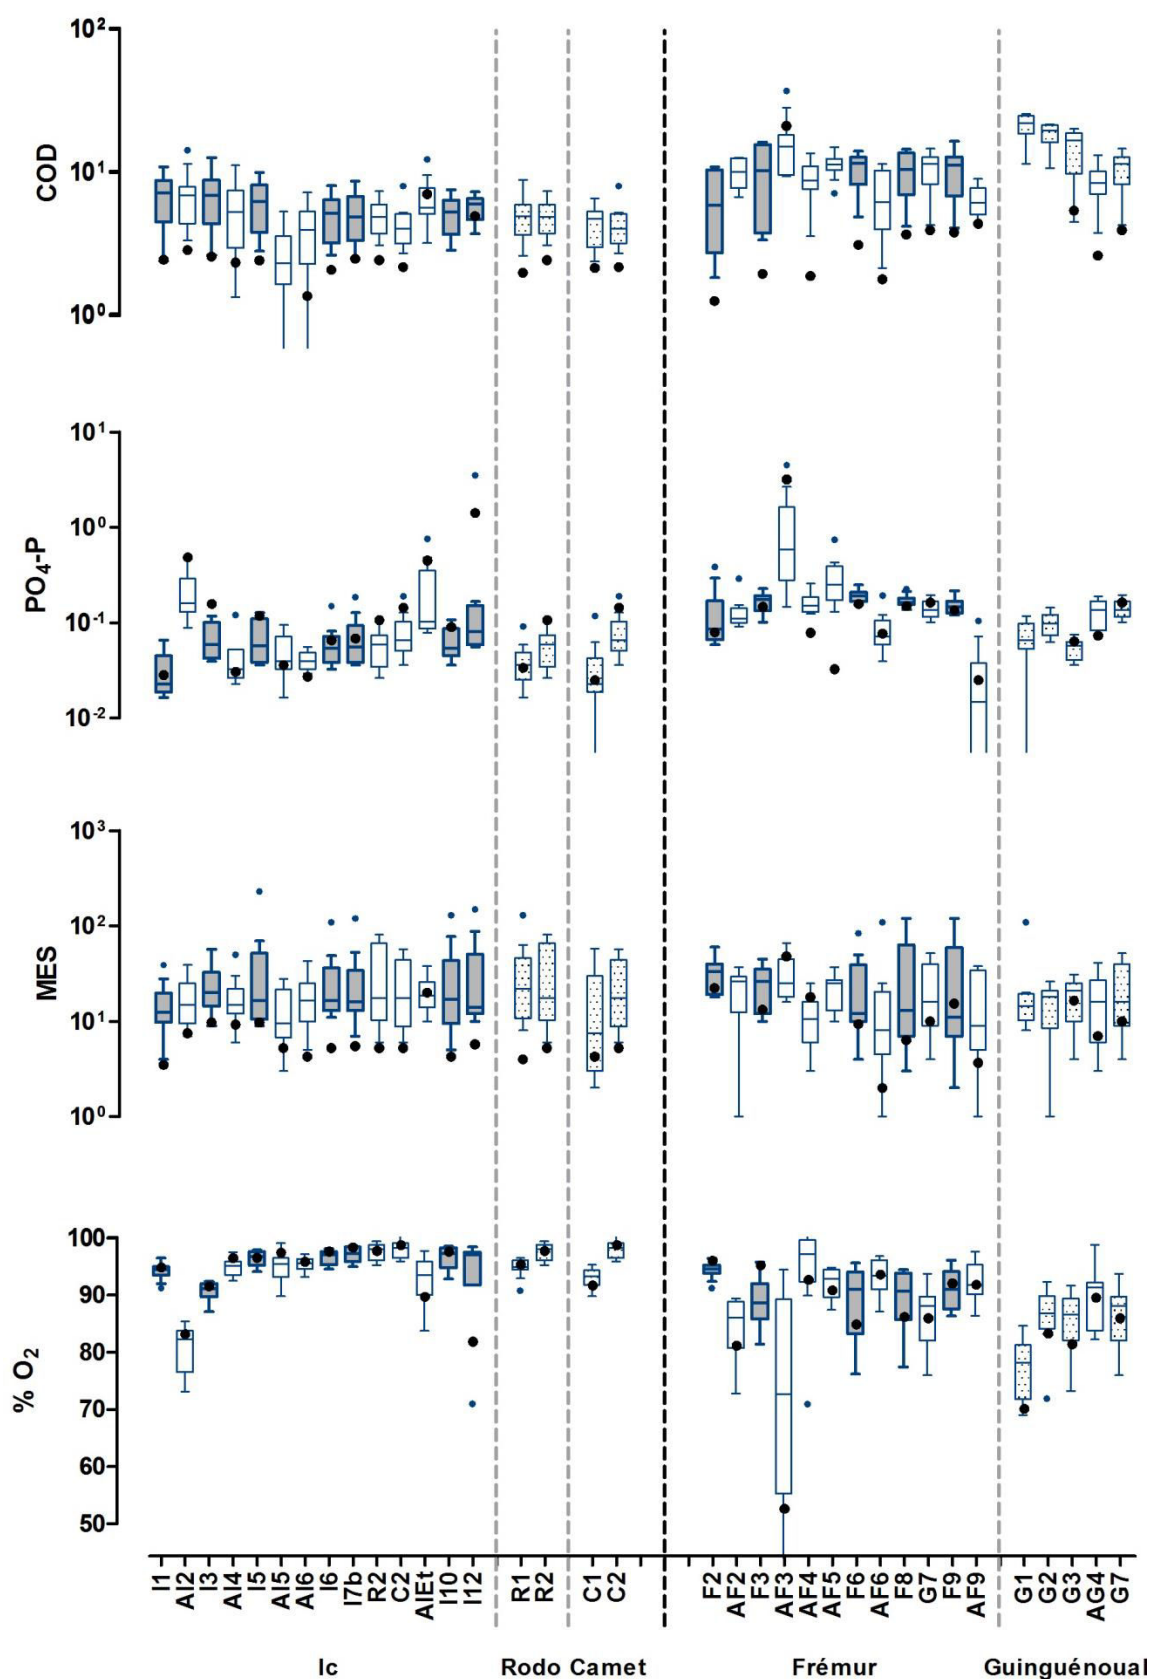 COD
10²
10¹
10⁰
PO₄-P
10¹
10⁰
10⁻¹
10⁻²
MES
10³
10²
10¹
10⁰
% O₂
100
90
80
70
60
50
I1 AI2 I3 AI4 I5 AI5 AI6 I6 I7b R2 C2 AIEt I10 I12 R1 R2 C1 C2 F2 AF2 F3 AF3 AF4 AF5 F6 AF6 F8 G7 F9 AF9 G1 G2 G3 AG4 G7
Ic Rodo Camet Frémur Guinguénoual